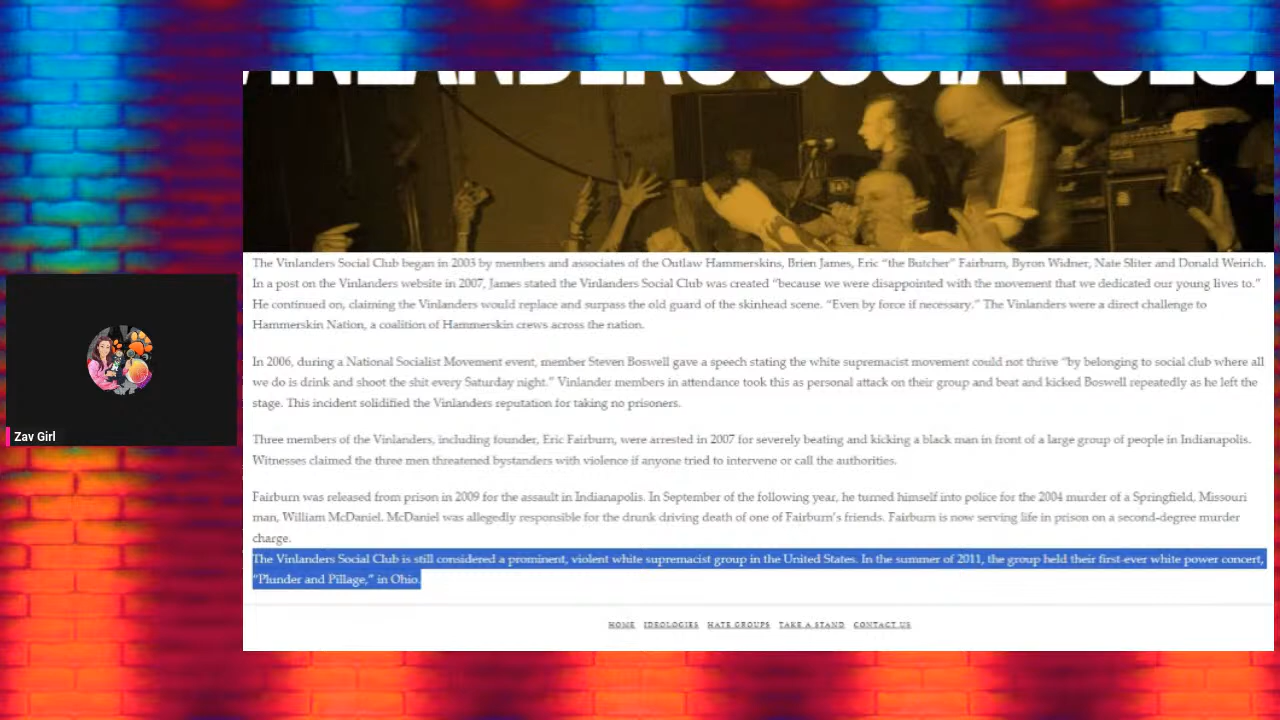 VINLANDERS SOCIAL CLUB
The Vinlanders Social Club began in 2003 by members and associates of the Outlaw Hammerskins, Brien James, Eric “the Butcher” Fairburn, Byron Widner, Nate Sliter and Donald Weirich.
In a post on the Vinlanders website in 2007, James stated the Vinlanders Social Club was created “because we were disappointed with the movement that we dedicated our young lives to.”
He continued on, claiming the Vinlanders would replace and surpass the old guard of the skinhead scene. “Even by force if necessary.” The Vinlanders were a direct challenge to
Hammerskin Nation, a coalition of Hammerskin crews across the nation.
In 2006, during a National Socialist Movement event, member Steven Boswell gave a speech stating the white supremacist movement could not thrive “by belonging to social club where all
we do is drink and shoot the shit every Saturday night.” Vinlander members in attendance took this as personal attack on their group and beat and kicked Boswell repeatedly as he left the
stage. This incident solidified the Vinlanders reputation for taking no prisoners.
Three members of the Vinlanders, including founder, Eric Fairburn, were arrested in 2007 for severely beating and kicking a black man in front of a large group of people in Indianapolis.
Witnesses claimed the three men threatened bystanders with violence if anyone tried to intervene or call the authorities.
Fairburn was released from prison in 2009 for the assault in Indianapolis. In September of the following year, he turned himself into police for the 2004 murder of a Springfield, Missouri
man, William McDaniel. McDaniel was allegedly responsible for the drunk driving death of one of Fairburn’s friends. Fairburn is now serving life in prison on a second-degree murder
charge.
The Vinlanders Social Club is still considered a prominent, violent white supremacist group in the United States. In the summer of 2011, the group held their first-ever white power concert,
“Plunder and Pillage,” in Ohio.
HOME IDEOLOGIES HATE GROUPS TAKE A STAND CONTACT US
Zav Girl